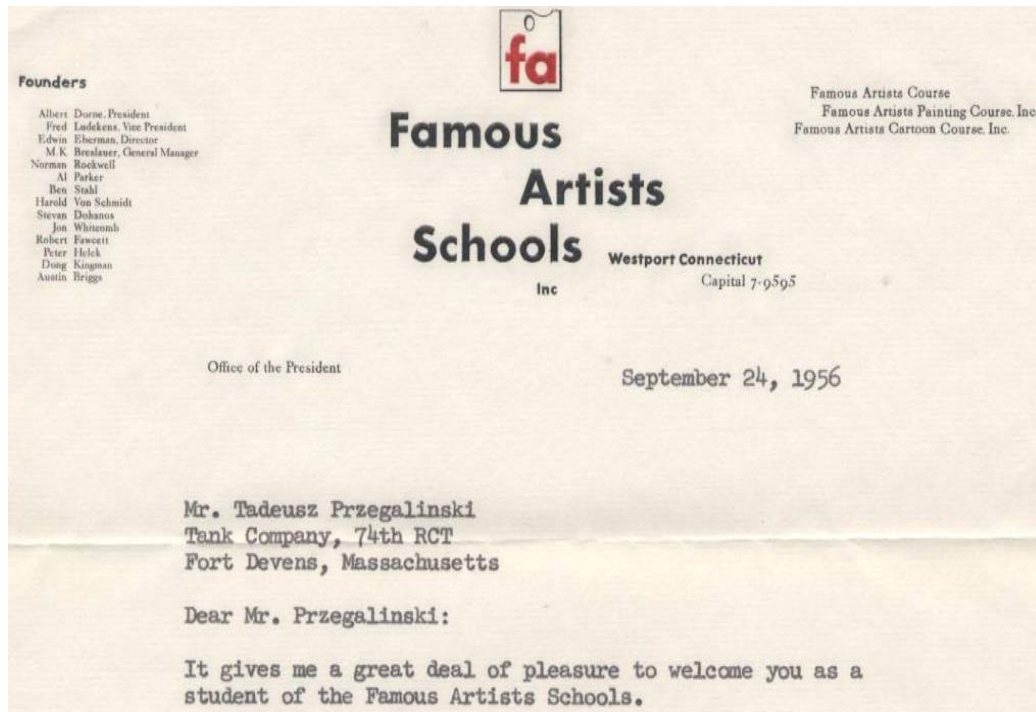 fa
Founders
Albert Dorne, President
Fred Ludekens, Vice President
Edwin Eberman, Director
M.K. Breslauer, General Manager
Norman Rockwell
Al Parker
Ben Stahl
Harold Von Schmidt
Stevan Dohanos
Jon Whitcomb
Robert Fawcett
Peter Helck
Dong Kingman
Austin Briggs
Famous
Artists
Schools
Inc
Westport Connecticut
Capital 7-9595
Famous Artists Course
Famous Artists Painting Course, Inc.
Famous Artists Cartoon Course, Inc.
Office of the President
September 24, 1956
Mr. Tadeusz Przegalinski
Tank Company, 74th RCT
Fort Devens, Massachusetts
Dear Mr. Przegalinski:
It gives me a great deal of pleasure to welcome you as a
student of the Famous Artists Schools.